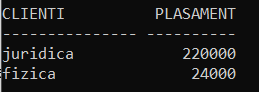 CLIENTI         PLASAMENT
--------------- ----------
juridica           220000
fizica              24000